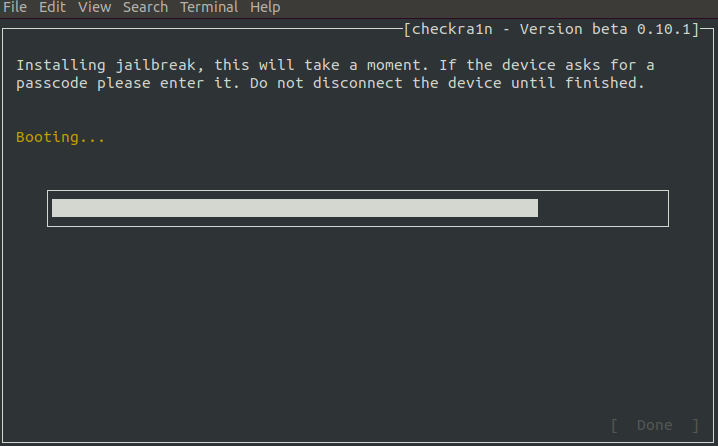 File Edit View Search Terminal Help
[checkra1n - Version beta 0.10.1]
Installing jailbreak, this will take a moment. If the device asks for a
passcode please enter it. Do not disconnect the device until finished.
Booting...
[ Done ]